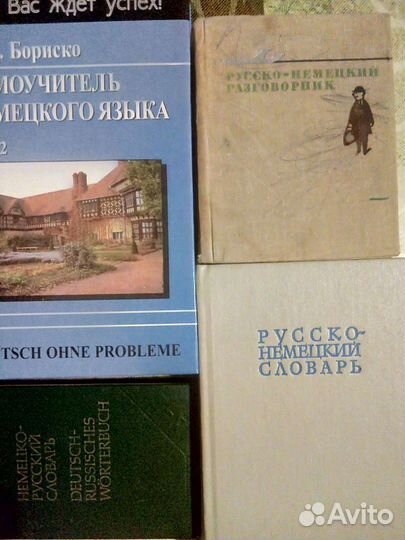 Вас ждет успех!
. Бориско
МОУЧИТЕЛЬ
МЕЦКОГО ЯЗЫКА
2
TSCH OHNE PROBLEME
РУССКО-НЕМЕЦКИЙ
РАЗГОВОРНИК
НЕМЕЦКО-
РУССКИЙ
СЛОВАРЬ
DEUTSCH-
RUSSISCHES
WÖRTERBUCH
РУССКО-
НЕМЕЦКИЙ
СЛОВАРЬ
Avito